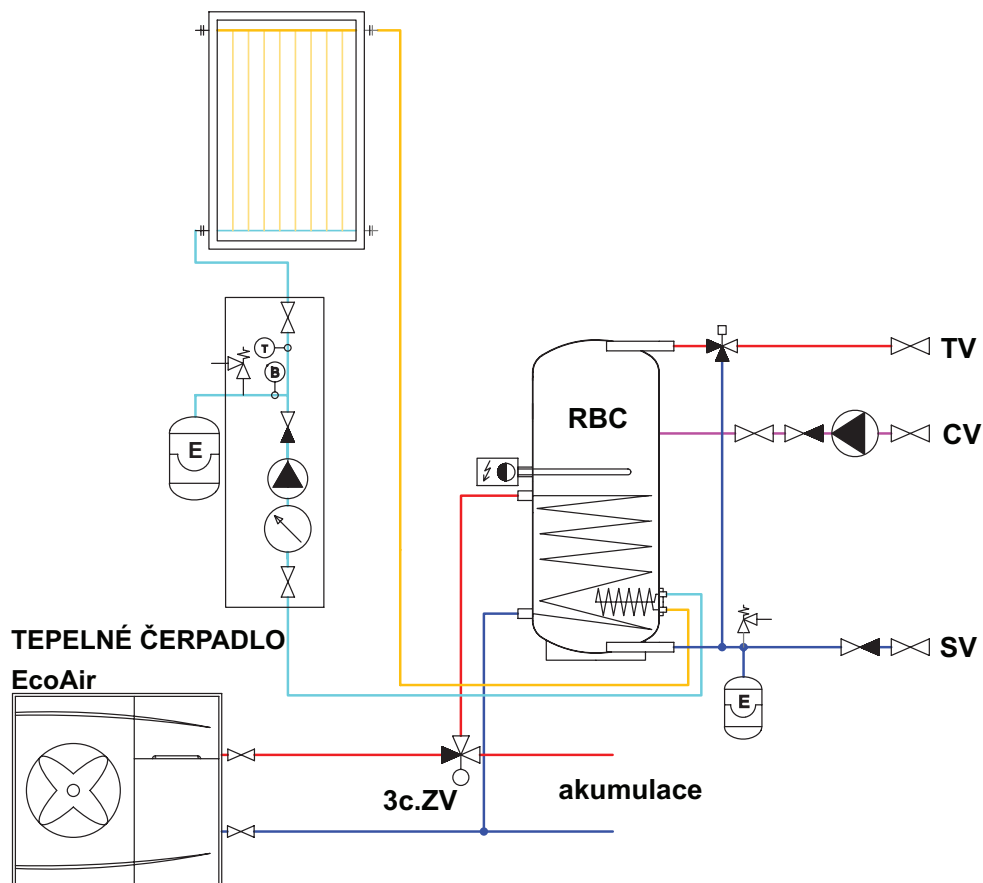 T
B
E
RBC
TV
CV
SV
E
TEPELNÉ ČERPADLO
EcoAir
3c.ZV
akumulace